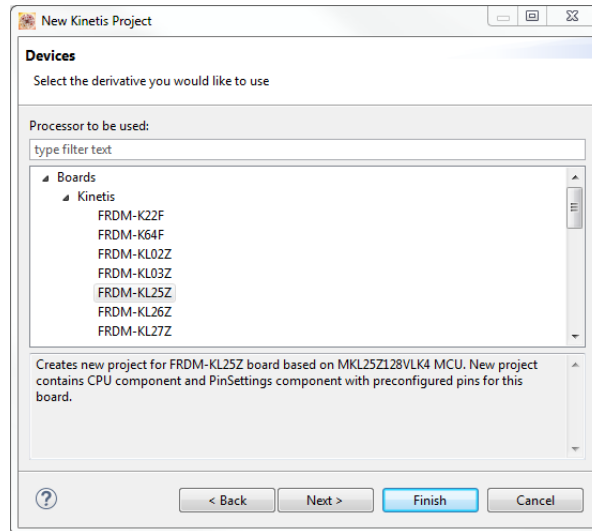 New Kinetis Project
Devices
Select the derivative you would like to use
Processor to be used:
type filter text
Boards
Kinetis
FRDM-K22F
FRDM-K64F
FRDM-KL02Z
FRDM-KL03Z
FRDM-KL25Z
FRDM-KL26Z
FRDM-KL27Z
Creates new project for FRDM-KL25Z board based on MKL25Z128VLK4 MCU. New project
contains CPU component and PinSettings component with preconfigured pins for this
board.
? < Back Next > Finish Cancel